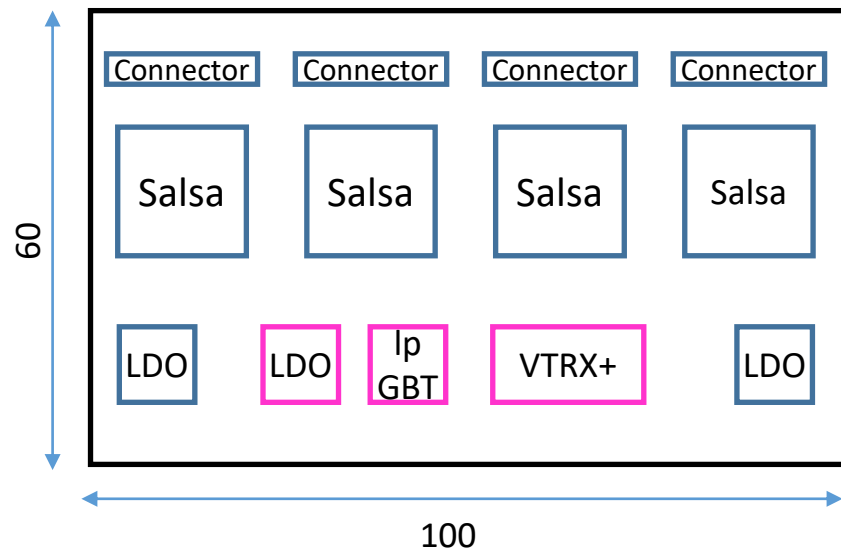 Connector Connector Connector Connector
Salsa Salsa Salsa Salsa
60
LDO LDO lp GBT VTRX+ LDO
100